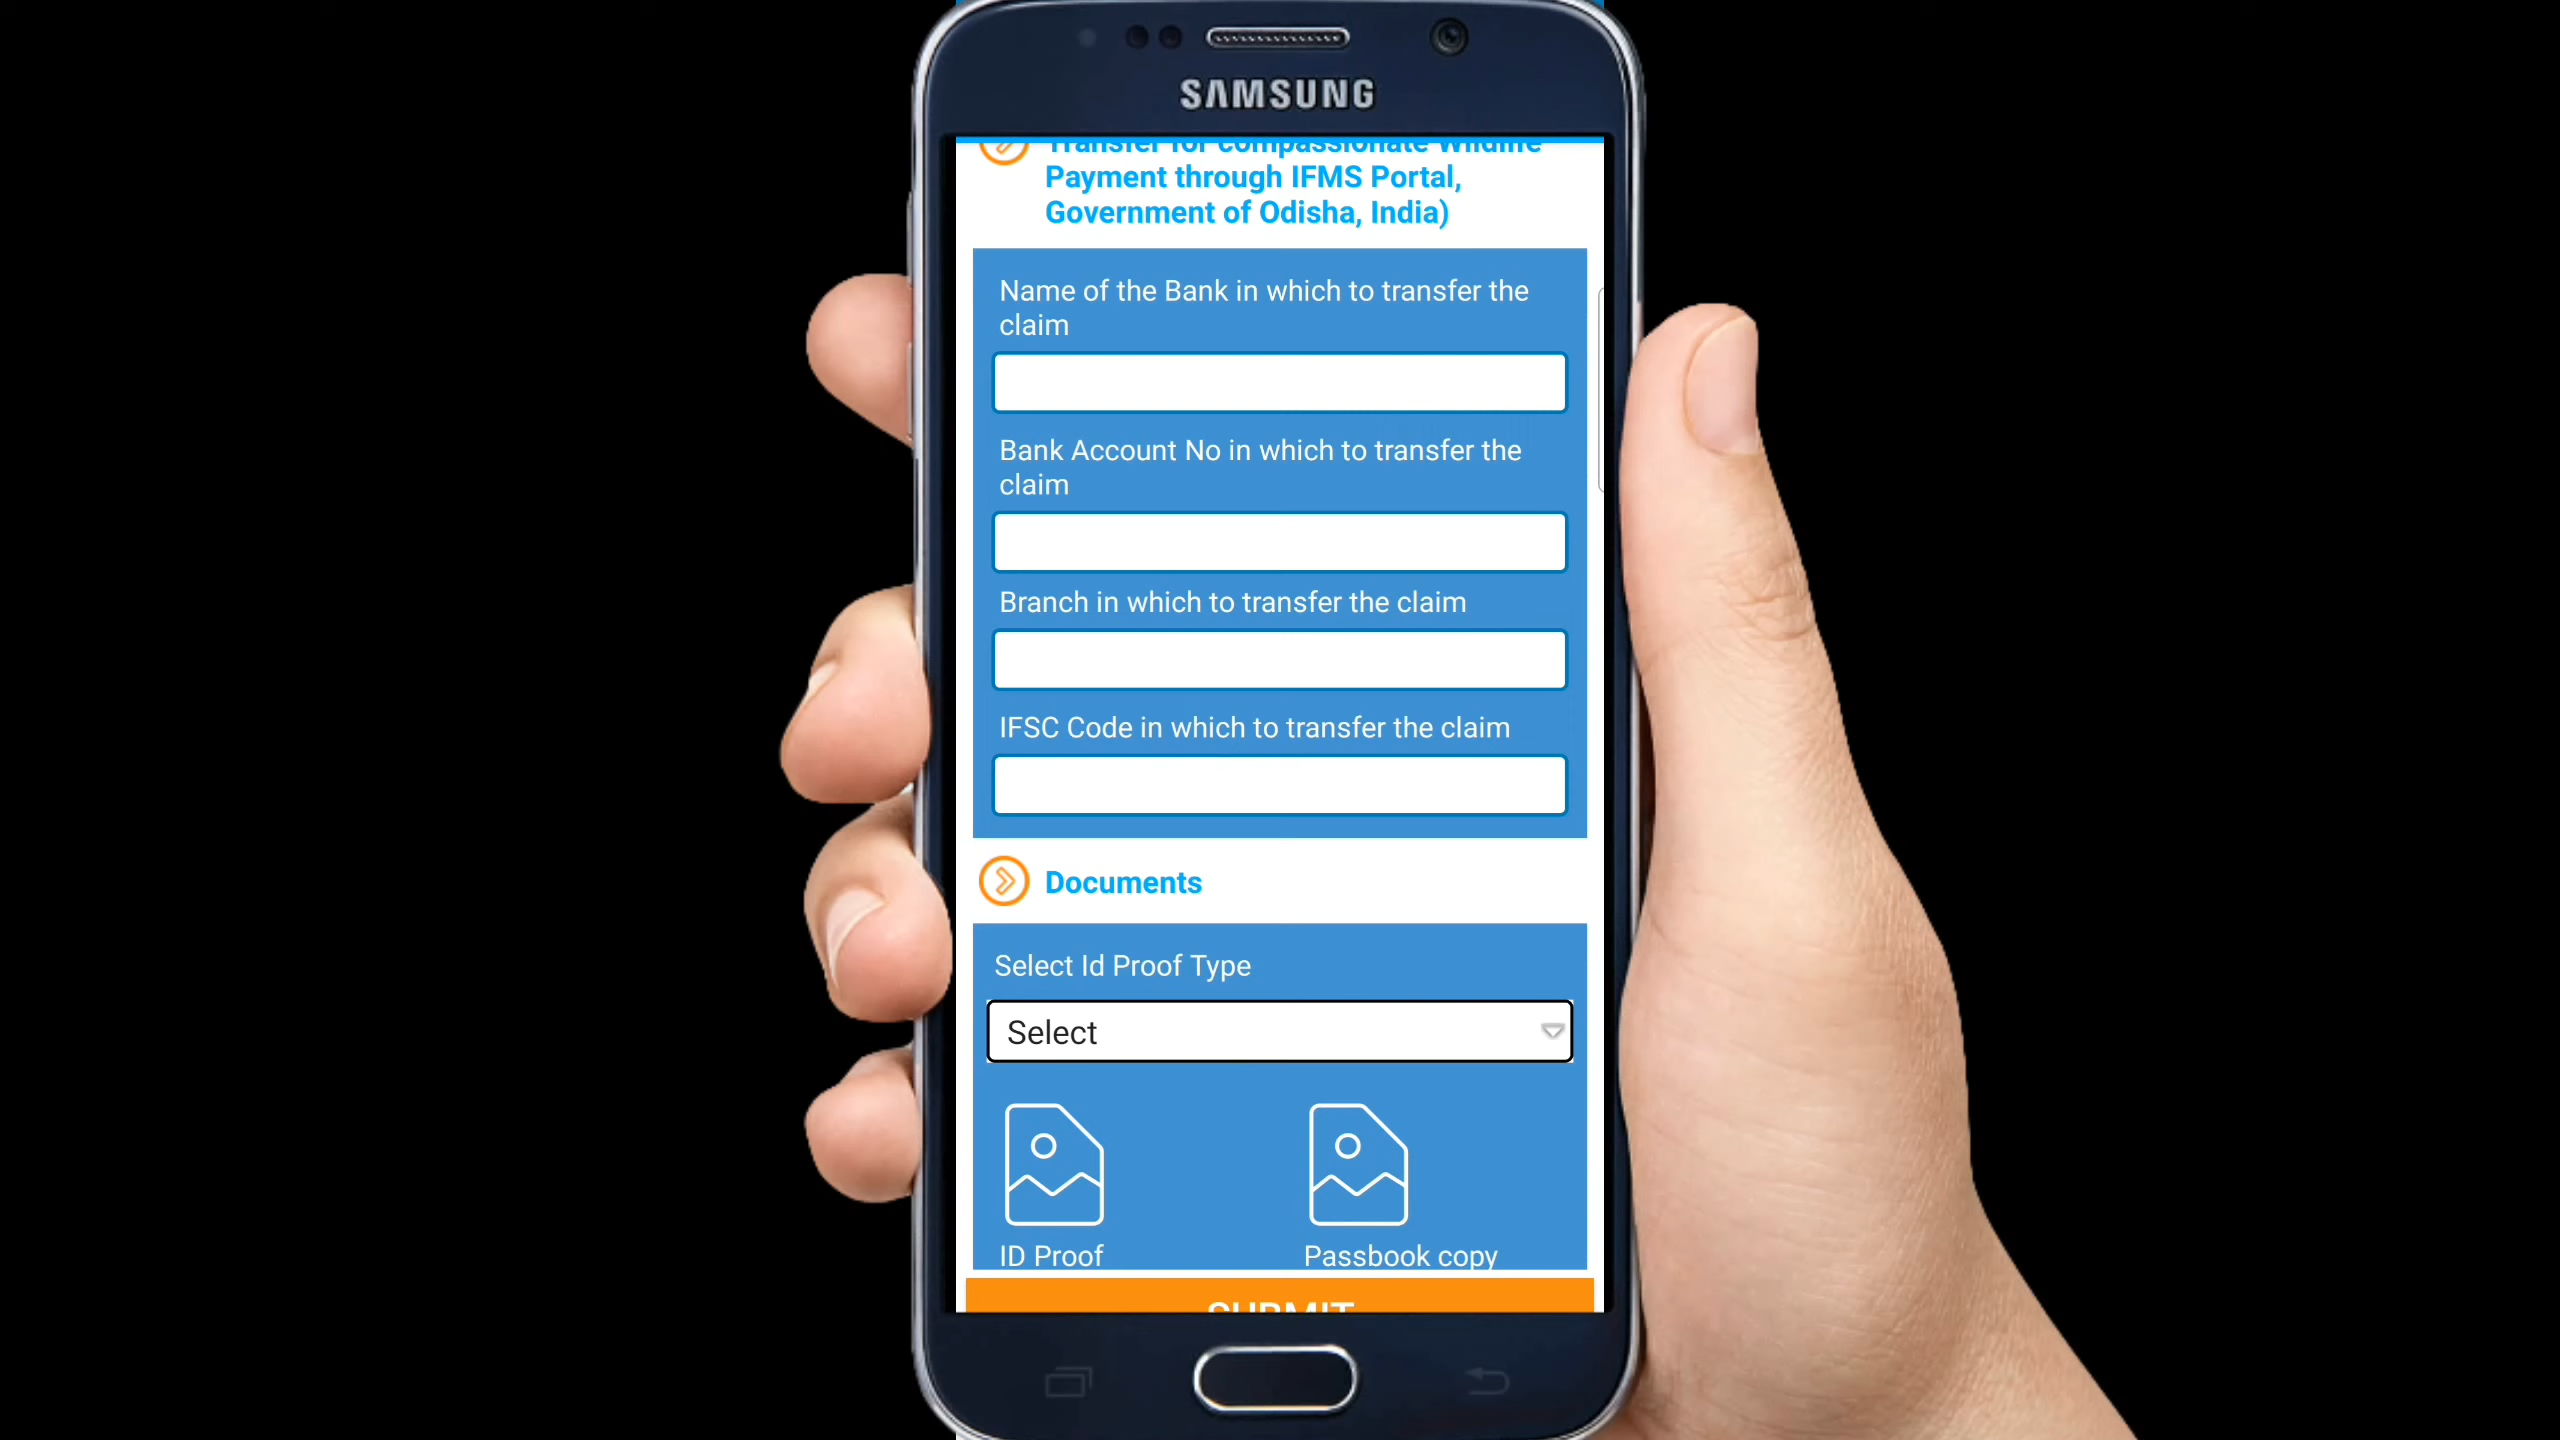 SAMSUNG
Transfer for compassionate Wildlife
Payment through IFMS Portal,
Government of Odisha, India)
Name of the Bank in which to transfer the
claim
Bank Account No in which to transfer the
claim
Branch in which to transfer the claim
IFSC Code in which to transfer the claim
Documents
Select Id Proof Type
Select
ID Proof
Passbook copy
SUBMIT